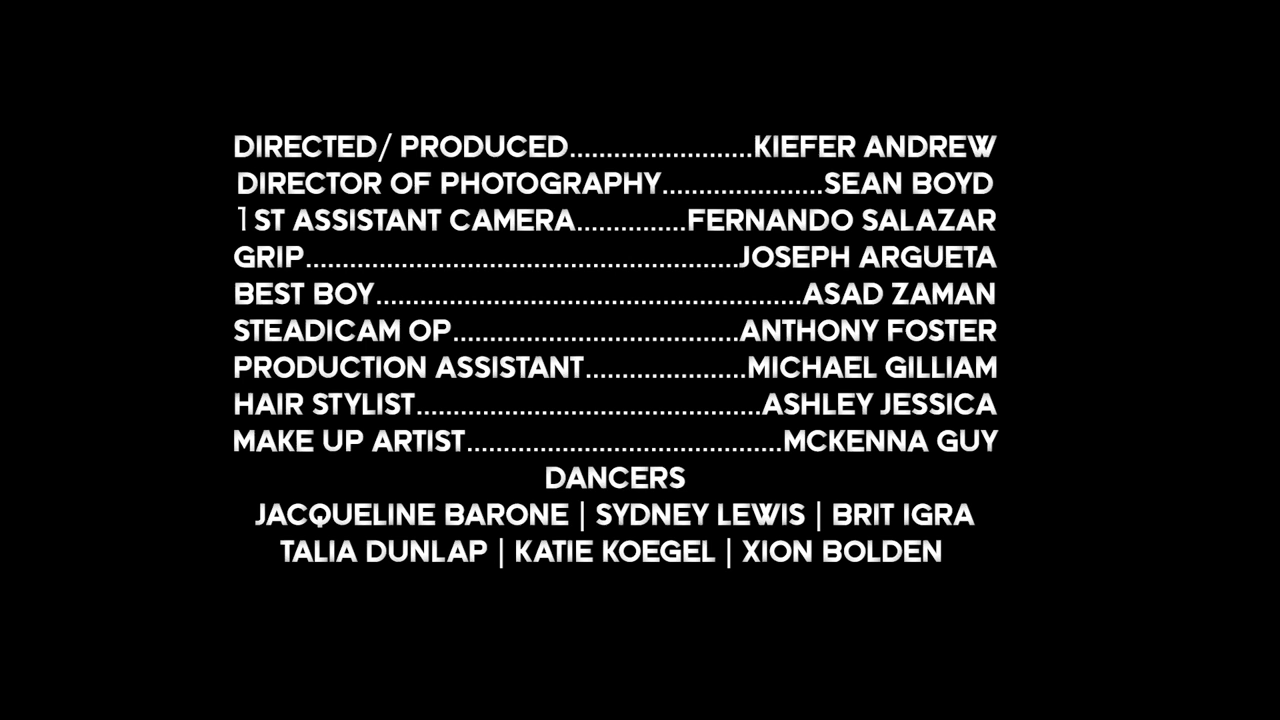 DIRECTED/ PRODUCED.........................KIEFER ANDREW
DIRECTOR OF PHOTOGRAPHY......................SEAN BOYD
1ST ASSISTANT CAMERA...............FERNANDO SALAZAR
GRIP...........................................................JOSEPH ARGUETA
BEST BOY..........................................................ASAD ZAMAN
STEADICAM OP.......................................ANTHONY FOSTER
PRODUCTION ASSISTANT......................MICHAEL GILLIAM
HAIR STYLIST...............................................ASHLEY JESSICA
MAKE UP ARTIST...........................................MCKENNA GUY
DANCERS
JACQUELINE BARONE | SYDNEY LEWIS | BRIT IGRA
TALIA DUNLAP | KATIE KOEGEL | XION BOLDEN